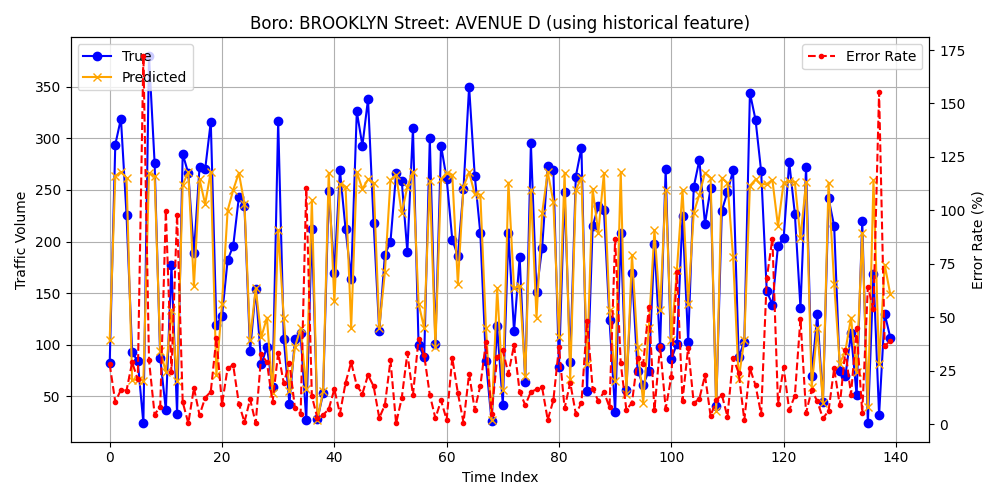 Boro: BROOKLYN Street: AVENUE D (using historical feature)
True
Predicted
Error Rate
Traffic Volume
350
300
250
200
150
100
50
175
150
125
100
75
50
25
0
Error Rate (%)
0 20 40 60 80 100 120 140
Time Index